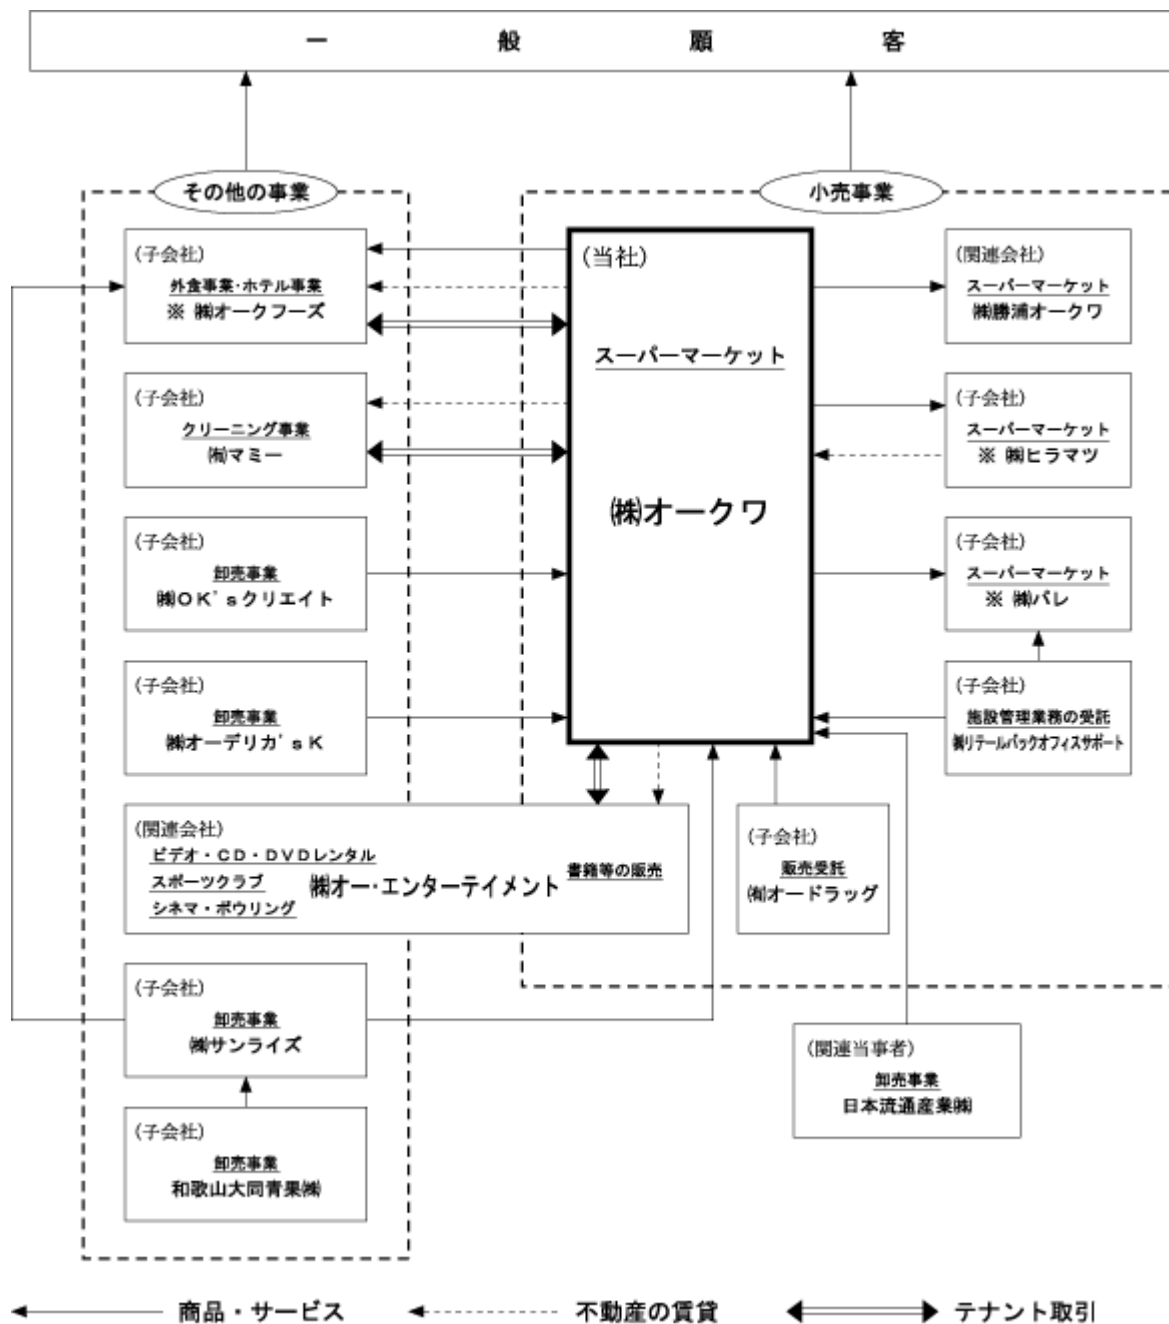 一般顧客
その他の事業
小売事業
(子会社)
外食事業･ホテル事業
※ ㈱オークフーズ
(子会社)
クリーニング事業
㈲マミー
(子会社)
卸売事業
㈱ＯＫ'ｓクリエイト
(子会社)
卸売事業
㈱オーデリカ'ｓＫ
(関連会社)
ビデオ・ＣＤ・ＤＶＤレンタル
スポーツクラブ
シネマ・ボウリング
㈱オー･エンターテイメント
書籍等の販売
(子会社)
卸売事業
㈱サンライズ
(子会社)
卸売事業
和歌山大同青果㈱
(当社)
スーパーマーケット
㈱オークワ
(関連会社)
スーパーマーケット
㈱勝浦オークワ
(子会社)
スーパーマーケット
※ ㈱ヒラマツ
(子会社)
スーパーマーケット
※ ㈱パレ
(子会社)
施設管理業務の受託
㈱リテールバックオフィスサポート
(子会社)
販売受託
㈲オードラッグ
(関連当事者)
卸売事業
日本流通産業㈱
商品・サービス
不動産の賃貸
テナント取引